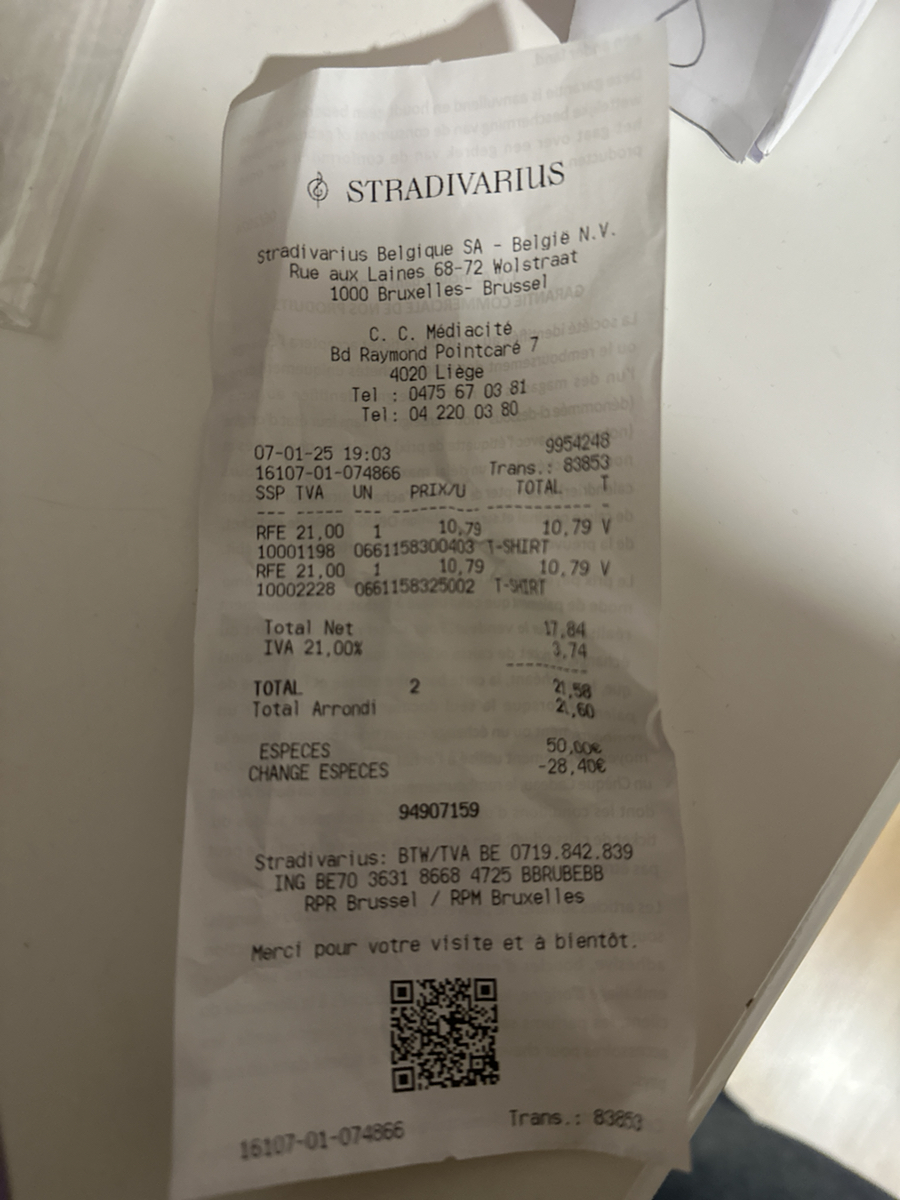 STRADIVARIUS
Stradivarius Belgique SA - België N.V.
Rue aux Laines 68-72 Wolstraat
1000 Bruxelles- Brussel
C. C. Médiacité
Bd Raymond Pointcaré 7
4020 Liège
Tel : 0475 67 03 81
Tel: 04 220 03 80
07-01-25 19:03 9954248
16107-01-074866 Trans.: 83853
SSP TVA UN PRIX/U TOTAL T
--- ---- --- ------- -------- -
RFE 21,00 1 10,79 10,79 V
10001198 0661158300403 T-SHIRT
RFE 21,00 1 10,79 10,79 V
10002228 0661158325002 T-SHIRT
Total Net 17,84
IVA 21,00% 3,74
TOTAL 2 21,58
Total Arrondi 21,60
ESPECES 50,00€
CHANGE ESPECES -28,40€
94907159
Stradivarius: BTW/TVA BE 0719.842.839
ING BE70 3631 8668 4725 BBRUBEBB
RPR Brussel / RPM Bruxelles
Merci pour votre visite et à bientôt.
16107-01-074866 Trans.: 83853